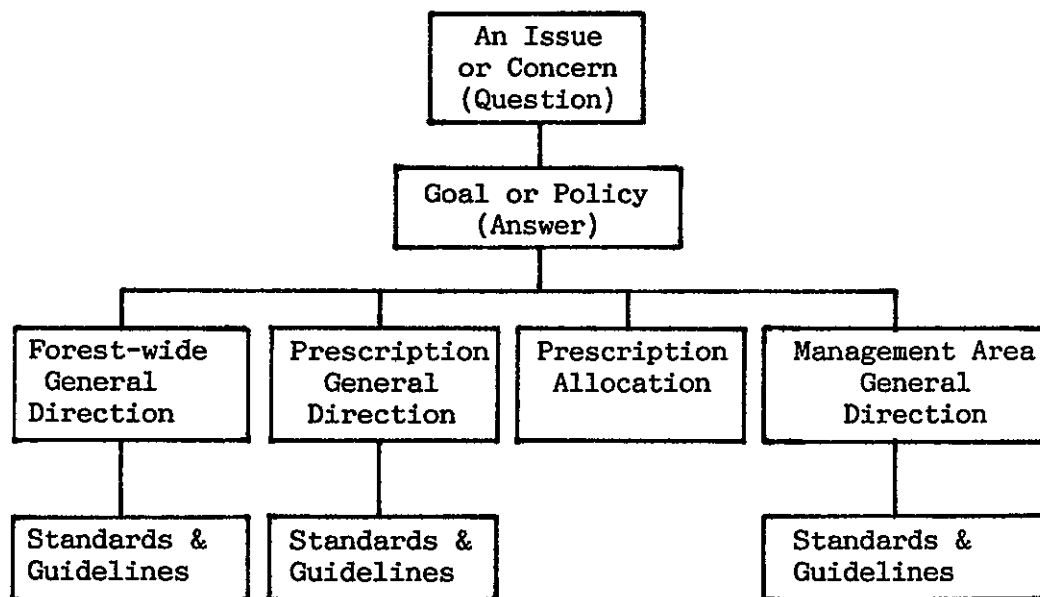 An Issue
or Concern
(Question)
Goal or Policy
(Answer)
Forest-wide
General
Direction
Prescription
General
Direction
Prescription
Allocation
Management Area
General
Direction
Standards &
Guidelines
Standards &
Guidelines
Standards &
Guidelines